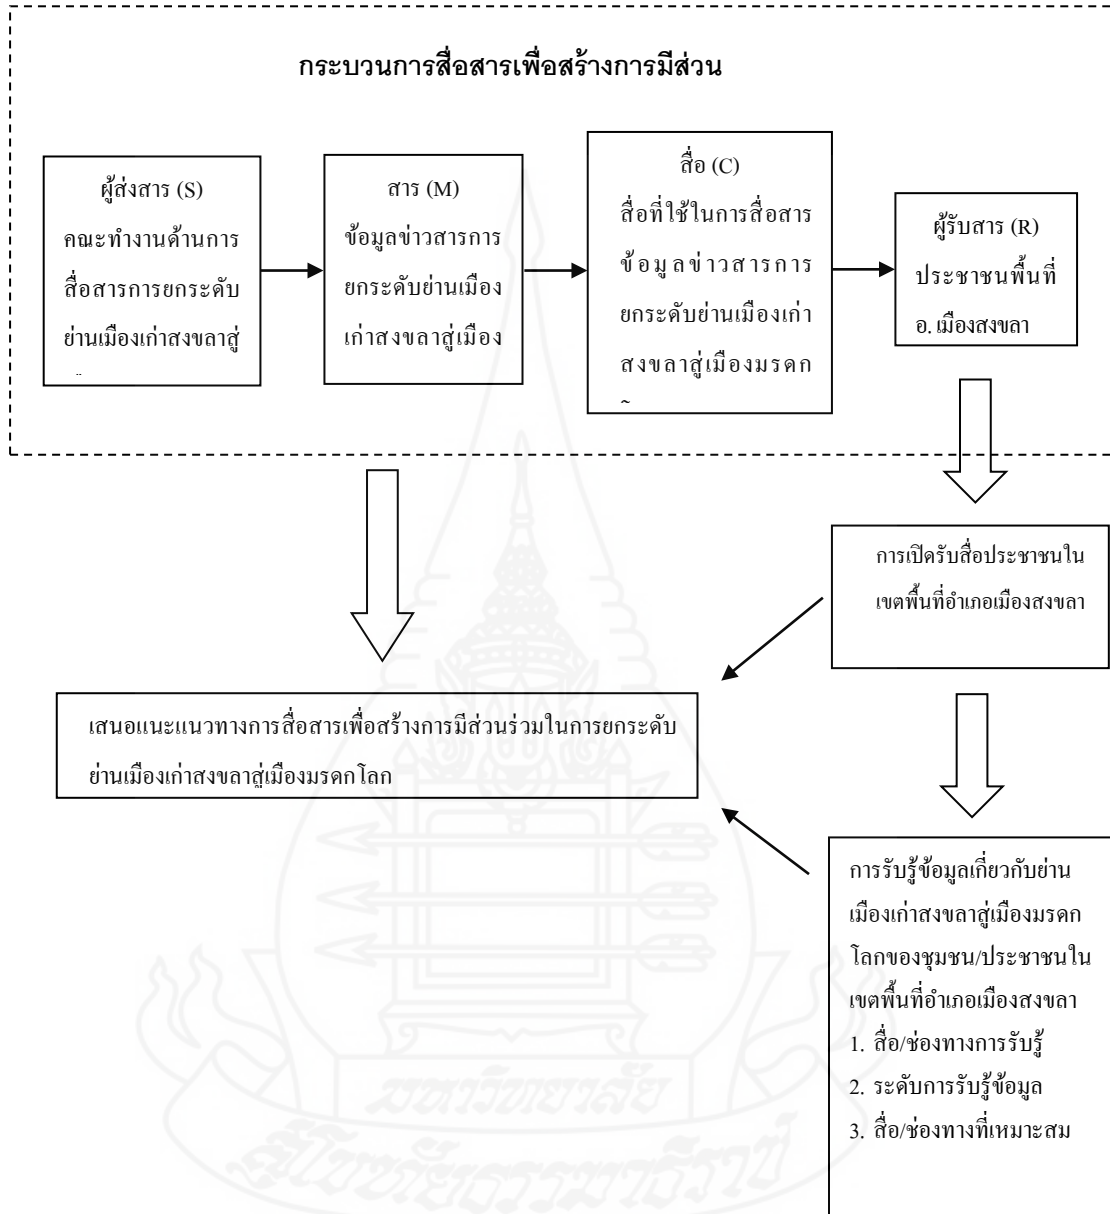 กระบวนการสื่อสารเพื่อสร้างการมีส่วน
ผู้ส่งสาร (S)
คณะทำงานด้านการ
สื่อสารการยกระดับ
ย่านเมืองเก่าสงขลาสู่
สาร (M)
ข้อมูลข่าวสารการ
ยกระดับย่านเมือง
เก่าสงขลาสู่เมือง
สื่อ (C)
สื่อที่ใช้ในการสื่อสาร
ข้อมูลข่าวสารการ
ยกระดับย่านเมืองเก่า
สงขลาสู่เมืองมรดก
ผู้รับสาร (R)
ประชาชนพื้นที่
อ. เมืองสงขลา
การเปิดรับสื่อประชาชนใน
เขตพื้นที่อำเภอเมืองสงขลา
เสนอแนะแนวทางการสื่อสารเพื่อสร้างการมีส่วนร่วมในการยกระดับ
ย่านเมืองเก่าสงขลาสู่เมืองมรดกโลก
การรับรู้ข้อมูลเกี่ยวกับย่าน
เมืองเก่าสงขลาสู่เมืองมรดก
โลกของชุมชน/ประชาชนใน
เขตพื้นที่อำเภอเมืองสงขลา
1. สื่อ/ช่องทางการรับรู้
2. ระดับการรับรู้ข้อมูล
3. สื่อ/ช่องทางที่เหมาะสม
มหาวิทยาลัย
สุโขทัยธรรมาธิราช